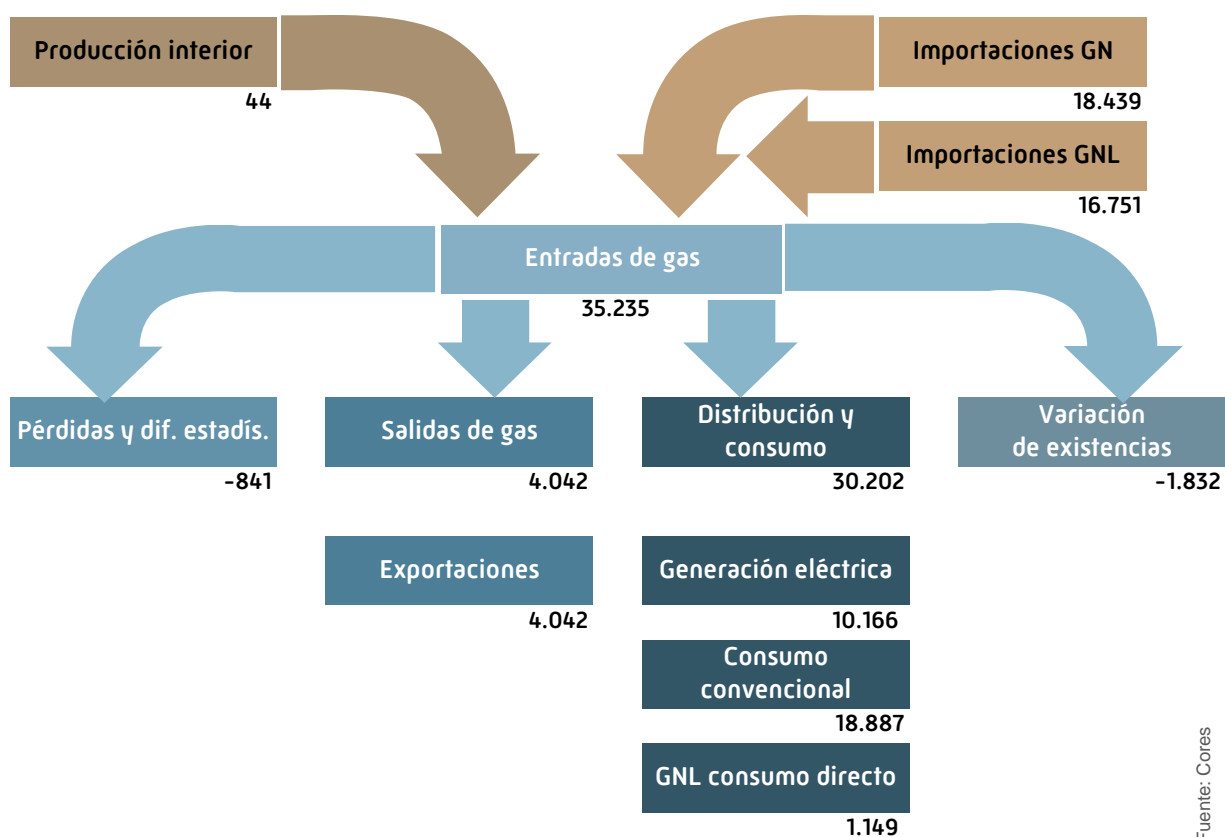 Producción interior
44
Importaciones GN
18.439
Importaciones GNL
16.751
Entradas de gas
35.235
Pérdidas y dif. estadís.
-841
Salidas de gas
4.042
Distribución y
consumo
30.202
Variación
de existencias
-1.832
Exportaciones
4.042
Generación eléctrica
10.166
Consumo
convencional
18.887
GNL consumo directo
1.149
Fuente: Cores